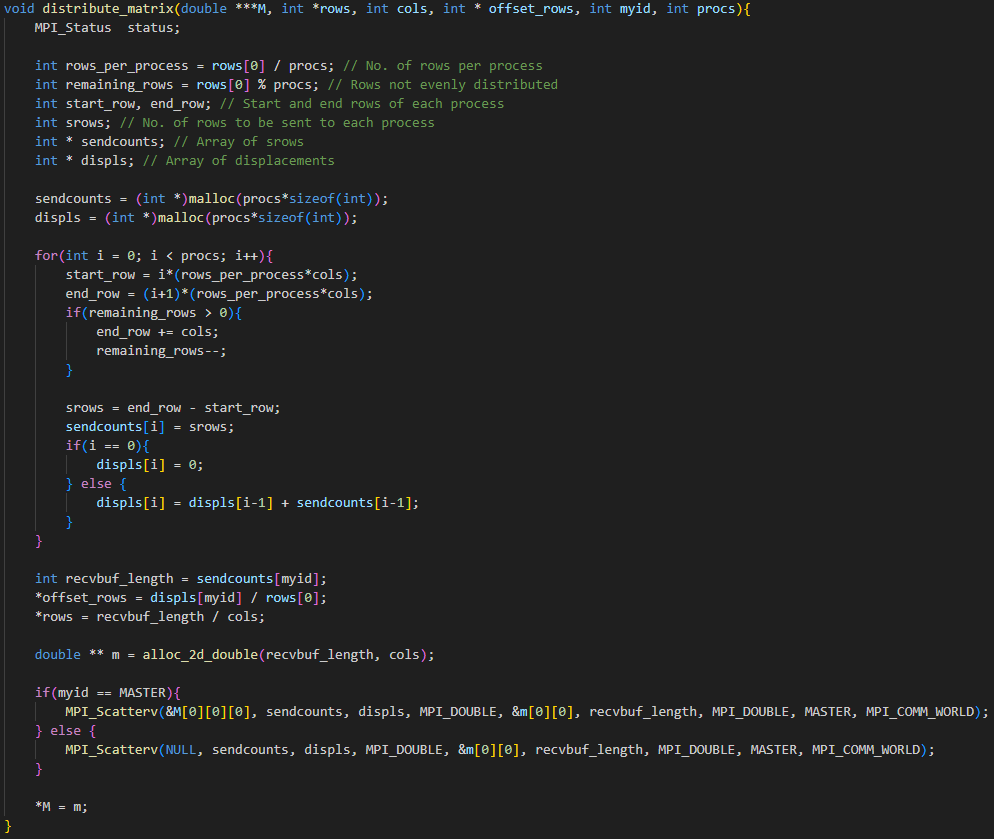 void distribute_matrix(double ***M, int *rows, int cols, int * offset_rows, int myid, int procs){
    MPI_Status  status;

    int rows_per_process = rows[0] / procs; // No. of rows per process
    int remaining_rows = rows[0] % procs; // Rows not evenly distributed
    int start_row, end_row; // Start and end rows of each process
    int srows; // No. of rows to be sent to each process
    int * sendcounts; // Array of srows
    int * displs; // Array of displacements

    sendcounts = (int *)malloc(procs*sizeof(int));
    displs = (int *)malloc(procs*sizeof(int));

    for(int i = 0; i < procs; i++){
        start_row = i*(rows_per_process*cols);
        end_row = (i+1)*(rows_per_process*cols);
        if(remaining_rows > 0){
            end_row += cols;
            remaining_rows--;
        }

        srows = end_row - start_row;
        sendcounts[i] = srows;
        if(i == 0){
            displs[i] = 0;
        } else {
            displs[i] = displs[i-1] + sendcounts[i-1];
        }
    }

    int recvbuf_length = sendcounts[myid];
    *offset_rows = displs[myid] / rows[0];
    *rows = recvbuf_length / cols;

    double ** m = alloc_2d_double(recvbuf_length, cols);

    if(myid == MASTER){
        MPI_Scatterv(&M[0][0][0], sendcounts, displs, MPI_DOUBLE, &m[0][0], recvbuf_length, MPI_DOUBLE, MASTER, MPI_COMM_WORLD);
    } else {
        MPI_Scatterv(NULL, sendcounts, displs, MPI_DOUBLE, &m[0][0], recvbuf_length, MPI_DOUBLE, MASTER, MPI_COMM_WORLD);
    }

    *M = m;
}